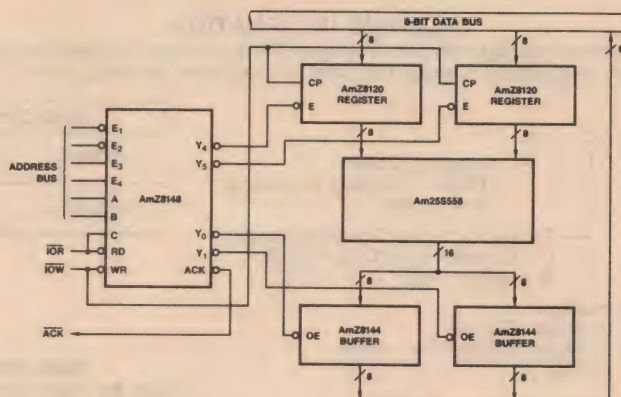 8-BIT DATA BUS
8
8
8
CP
AmZ8120
REGISTER
E
CP
AmZ8120
REGISTER
E
8
8
ADDRESS
BUS
E1
E2
E3
E4
A
B
C
RD
WR
AmZ8148
Y4
Y5
Y0
Y1
ACK
IOR
IOW
ACK
Am25S558
16
8
8
OE
AmZ8144
BUFFER
OE
AmZ8144
BUFFER
8
8